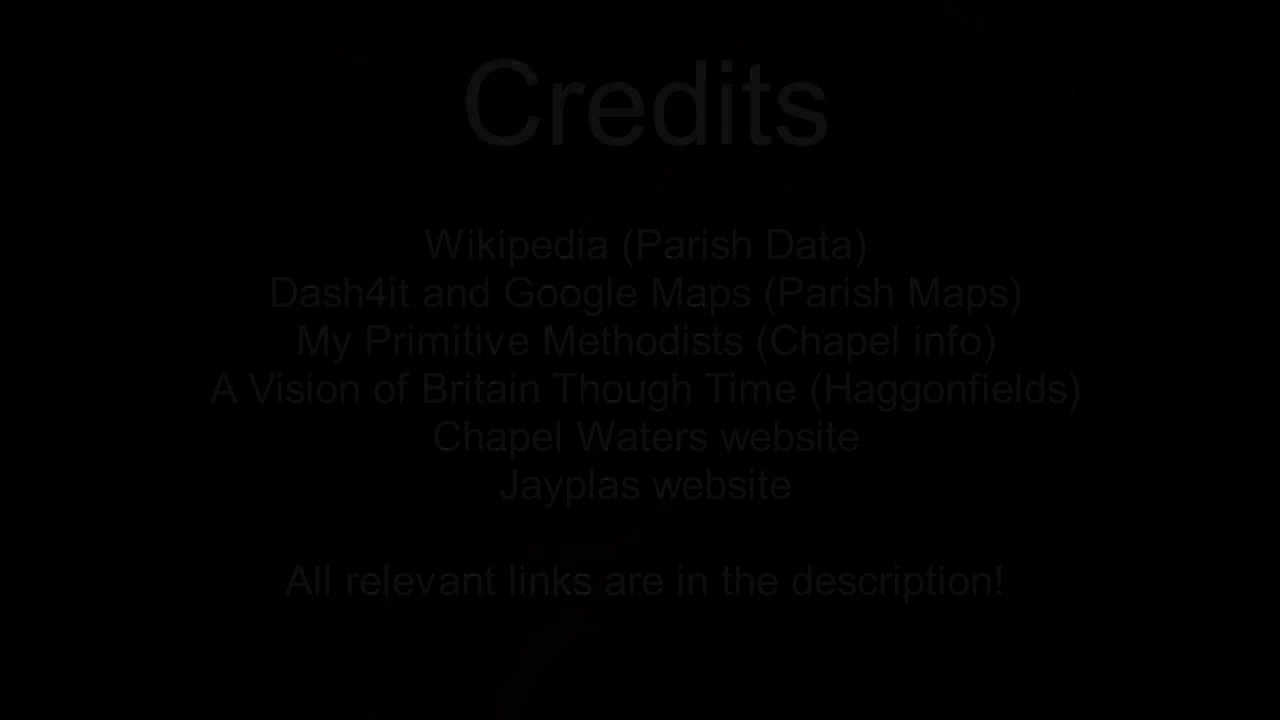 Credits
Wikipedia (Parish Data)
Dash4it and Google Maps (Parish Maps)
My Primitive Methodists (Chapel info)
A Vision of Britain Though Time (Haggonfields)
Chapel Waters website
Jayplas website
All relevant links are in the description!